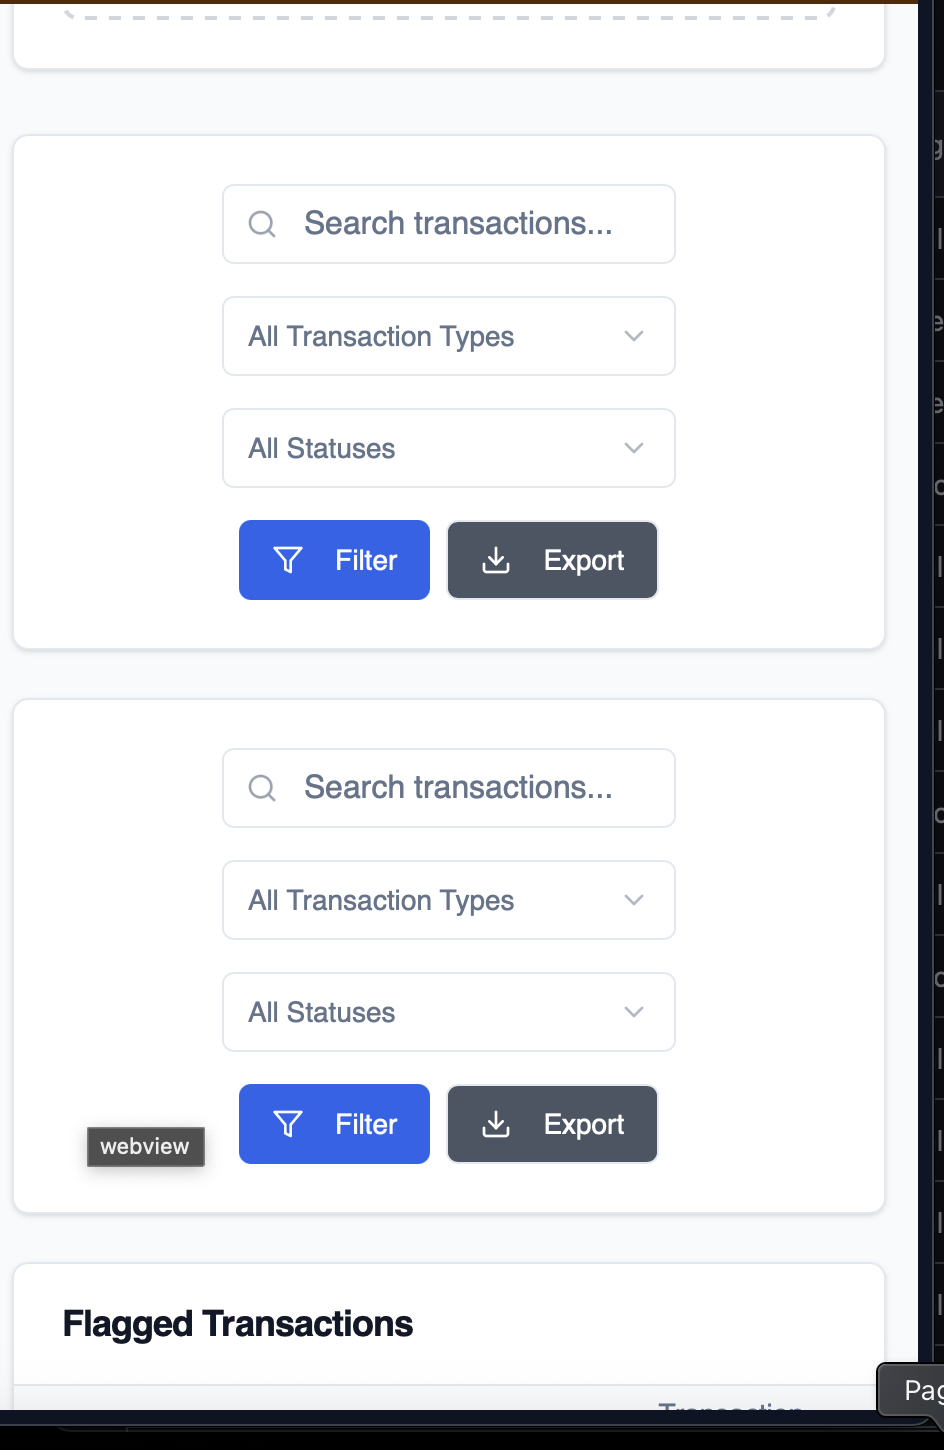 Search transactions...
All Transaction Types
All Statuses
Filter Export
Search transactions...
All Transaction Types
All Statuses
Filter Export
webview
Flagged Transactions
Transaction
Pag